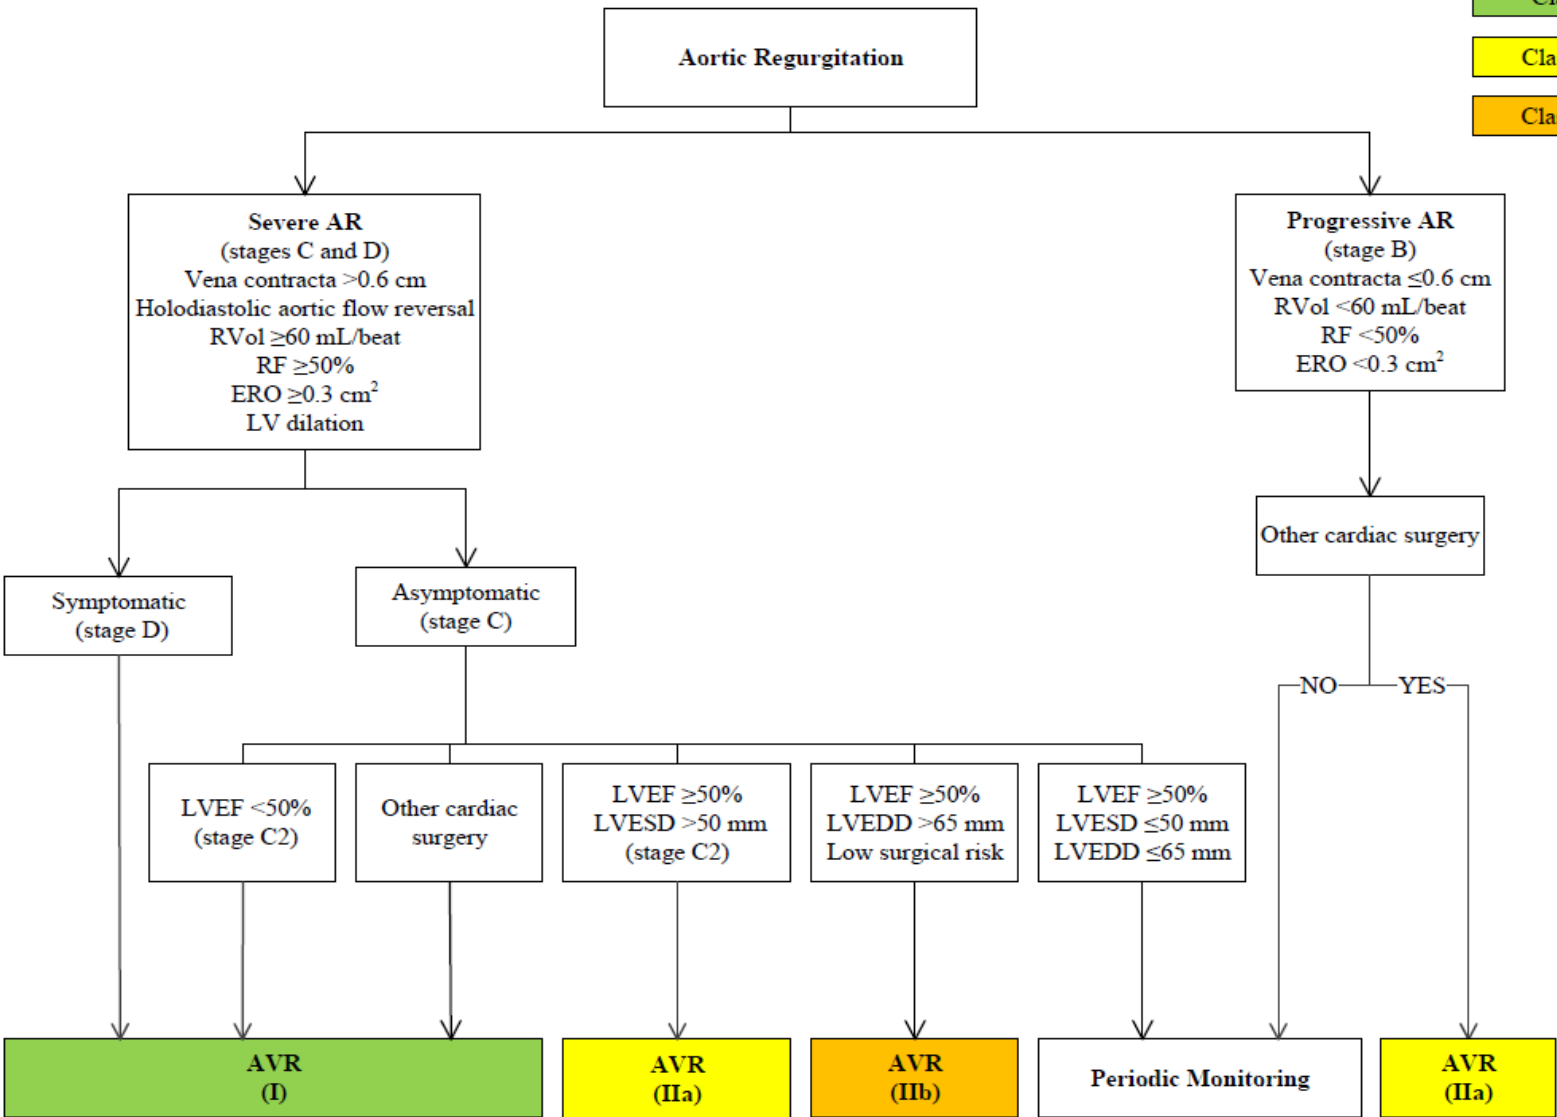 Aortic Regurgitation
Severe AR
(stages C and D)
Vena contracta >0.6 cm
Holodiastolic aortic flow reversal
RVol ≥60 mL/beat
RF ≥50%
ERO ≥0.3 cm²
LV dilation
Progressive AR
(stage B)
Vena contracta ≤0.6 cm
RVol <60 mL/beat
RF <50%
ERO <0.3 cm²
Other cardiac surgery
Symptomatic
(stage D)
Asymptomatic
(stage C)
NO
YES
LVEF <50%
(stage C2)
Other cardiac
surgery
LVEF ≥50%
LVESD >50 mm
(stage C2)
LVEF ≥50%
LVEDD >65 mm
Low surgical risk
LVEF ≥50%
LVESD ≤50 mm
LVEDD ≤65 mm
AVR
(I)
AVR
(IIa)
AVR
(IIb)
Periodic Monitoring
AVR
(IIa)